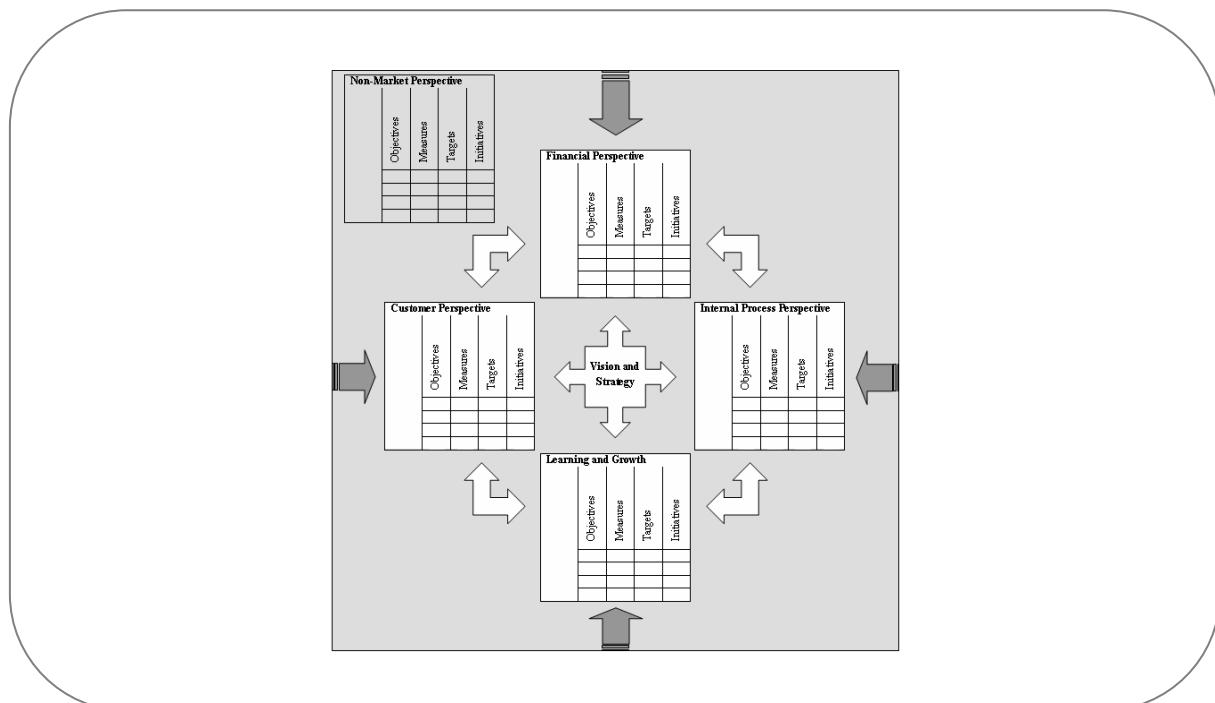 Non-Market Perspective
Objectives
Measures
Targets
Initiatives
Financial Perspective
Objectives
Measures
Targets
Initiatives
Customer Perspective
Objectives
Measures
Targets
Initiatives
Vision and
Strategy
Internal Process Perspective
Objectives
Measures
Targets
Initiatives
Learning and Growth
Objectives
Measures
Targets
Initiatives